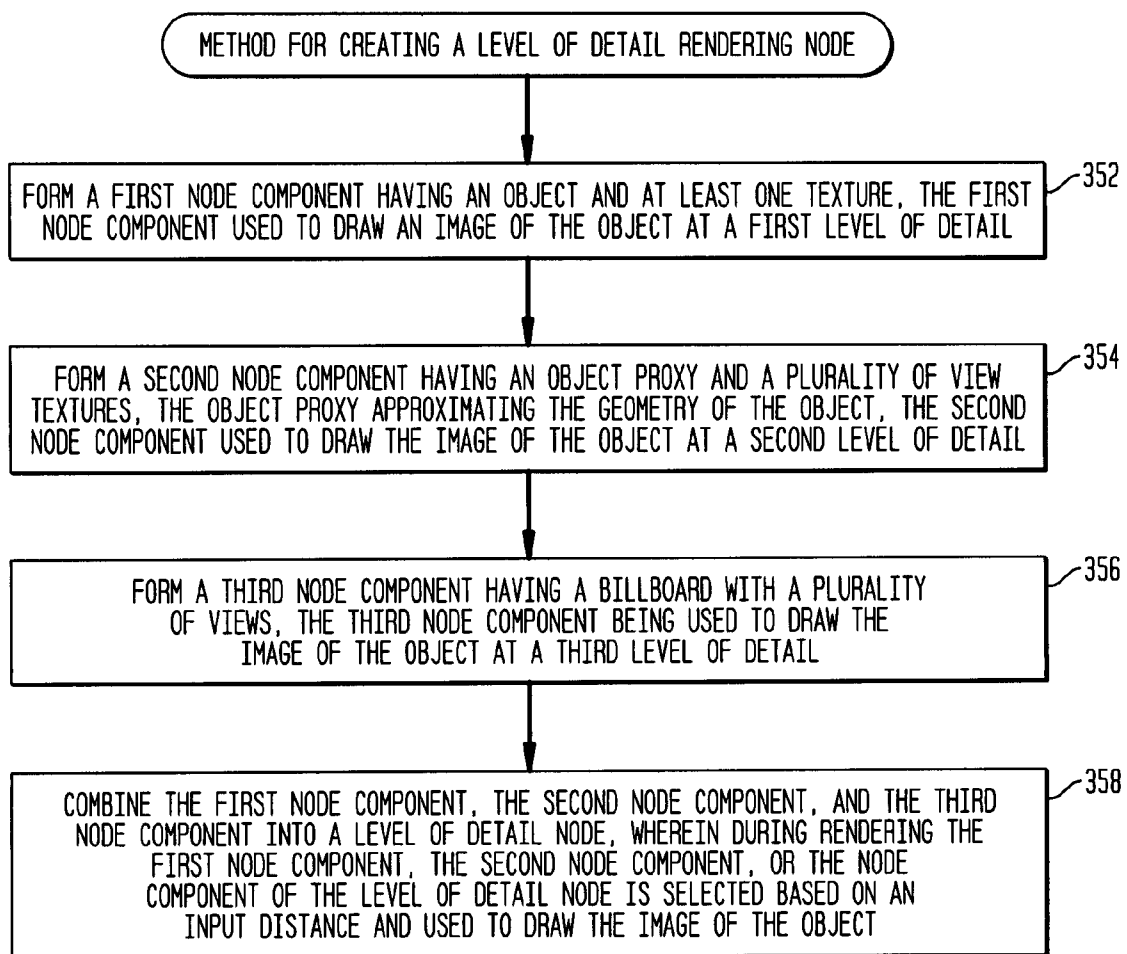 METHOD FOR CREATING A LEVEL OF DETAIL RENDERING NODE
352
FORM A FIRST NODE COMPONENT HAVING AN OBJECT AND AT LEAST ONE TEXTURE, THE FIRST
NODE COMPONENT USED TO DRAW AN IMAGE OF THE OBJECT AT A FIRST LEVEL OF DETAIL
354
FORM A SECOND NODE COMPONENT HAVING AN OBJECT PROXY AND A PLURALITY OF VIEW
TEXTURES, THE OBJECT PROXY APPROXIMATING THE GEOMETRY OF THE OBJECT, THE SECOND
NODE COMPONENT USED TO DRAW THE IMAGE OF THE OBJECT AT A SECOND LEVEL OF DETAIL
356
FORM A THIRD NODE COMPONENT HAVING A BILLBOARD WITH A PLURALITY
OF VIEWS, THE THIRD NODE COMPONENT BEING USED TO DRAW THE
IMAGE OF THE OBJECT AT A THIRD LEVEL OF DETAIL
358
COMBINE THE FIRST NODE COMPONENT, THE SECOND NODE COMPONENT, AND THE THIRD
NODE COMPONENT INTO A LEVEL OF DETAIL NODE, WHEREIN DURING RENDERING THE
FIRST NODE COMPONENT, THE SECOND NODE COMPONENT, OR THE NODE
COMPONENT OF THE LEVEL OF DETAIL NODE IS SELECTED BASED ON AN
INPUT DISTANCE AND USED TO DRAW THE IMAGE OF THE OBJECT